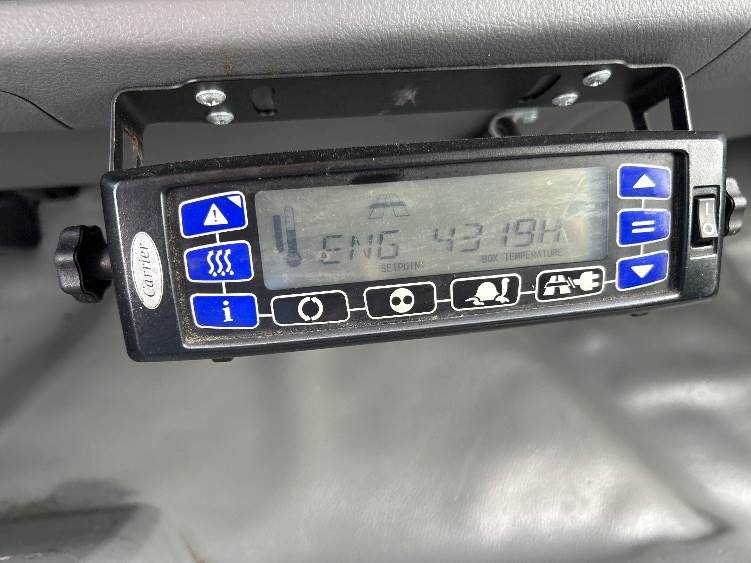 ENG 4319H
SETPOINT BOX TEMPERATURE
Carrier
i